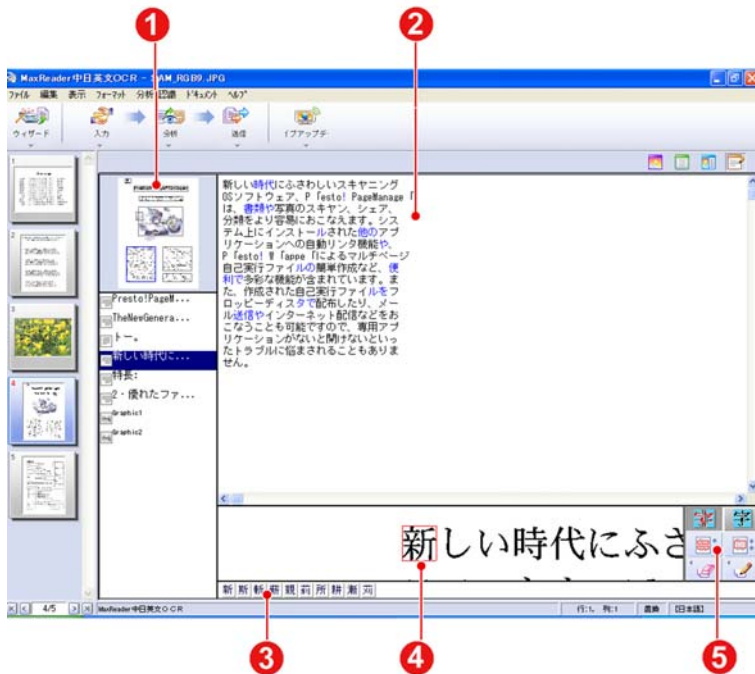 1
2
MaxReader中日英文OCR - SAM_RGB9.JPG
ファイル 編集 表示 フォーマット 分析 認識 ドキュメント ヘルプ
ウィザード
入力
分析
送信
イブアップデ
1
2
3
4
5
Presto!PageM...
TheNewGenera...
トー。
新しい時代に...
特長:
2・優れたファ...
Graphic1
Graphic2
新しい時代にふさわしいスキャニング
OSソフトウェア、P「esto! PageManage「
は、書類や写真のスキャン、シェア、
分類をより容易におこなえます。シス
テム上にインストールされた他のアプ
リケーションへの自動リンタ機能や、
P「esto! W「appe「によるマルチページ
自己実行ファイルの簡単作成など、便
利で多彩な機能が含まれています。ま
た、作成された自己実行ファイルをフ
ロッピーディスタで配布したり、メー
ル送信やインターネット配信などをお
こなうことも可能ですので、専用アプ
リケーションがないと開けないといっ
たトラブルに悩まされることもありま
せん。
新しい時代にふさ
新 斯 斬 薪 親 莉 所 耕 瀬 苅
4/5
MaxReader中日英文OCR
行:1, 列:1
置換
[日本語]
3
4
5